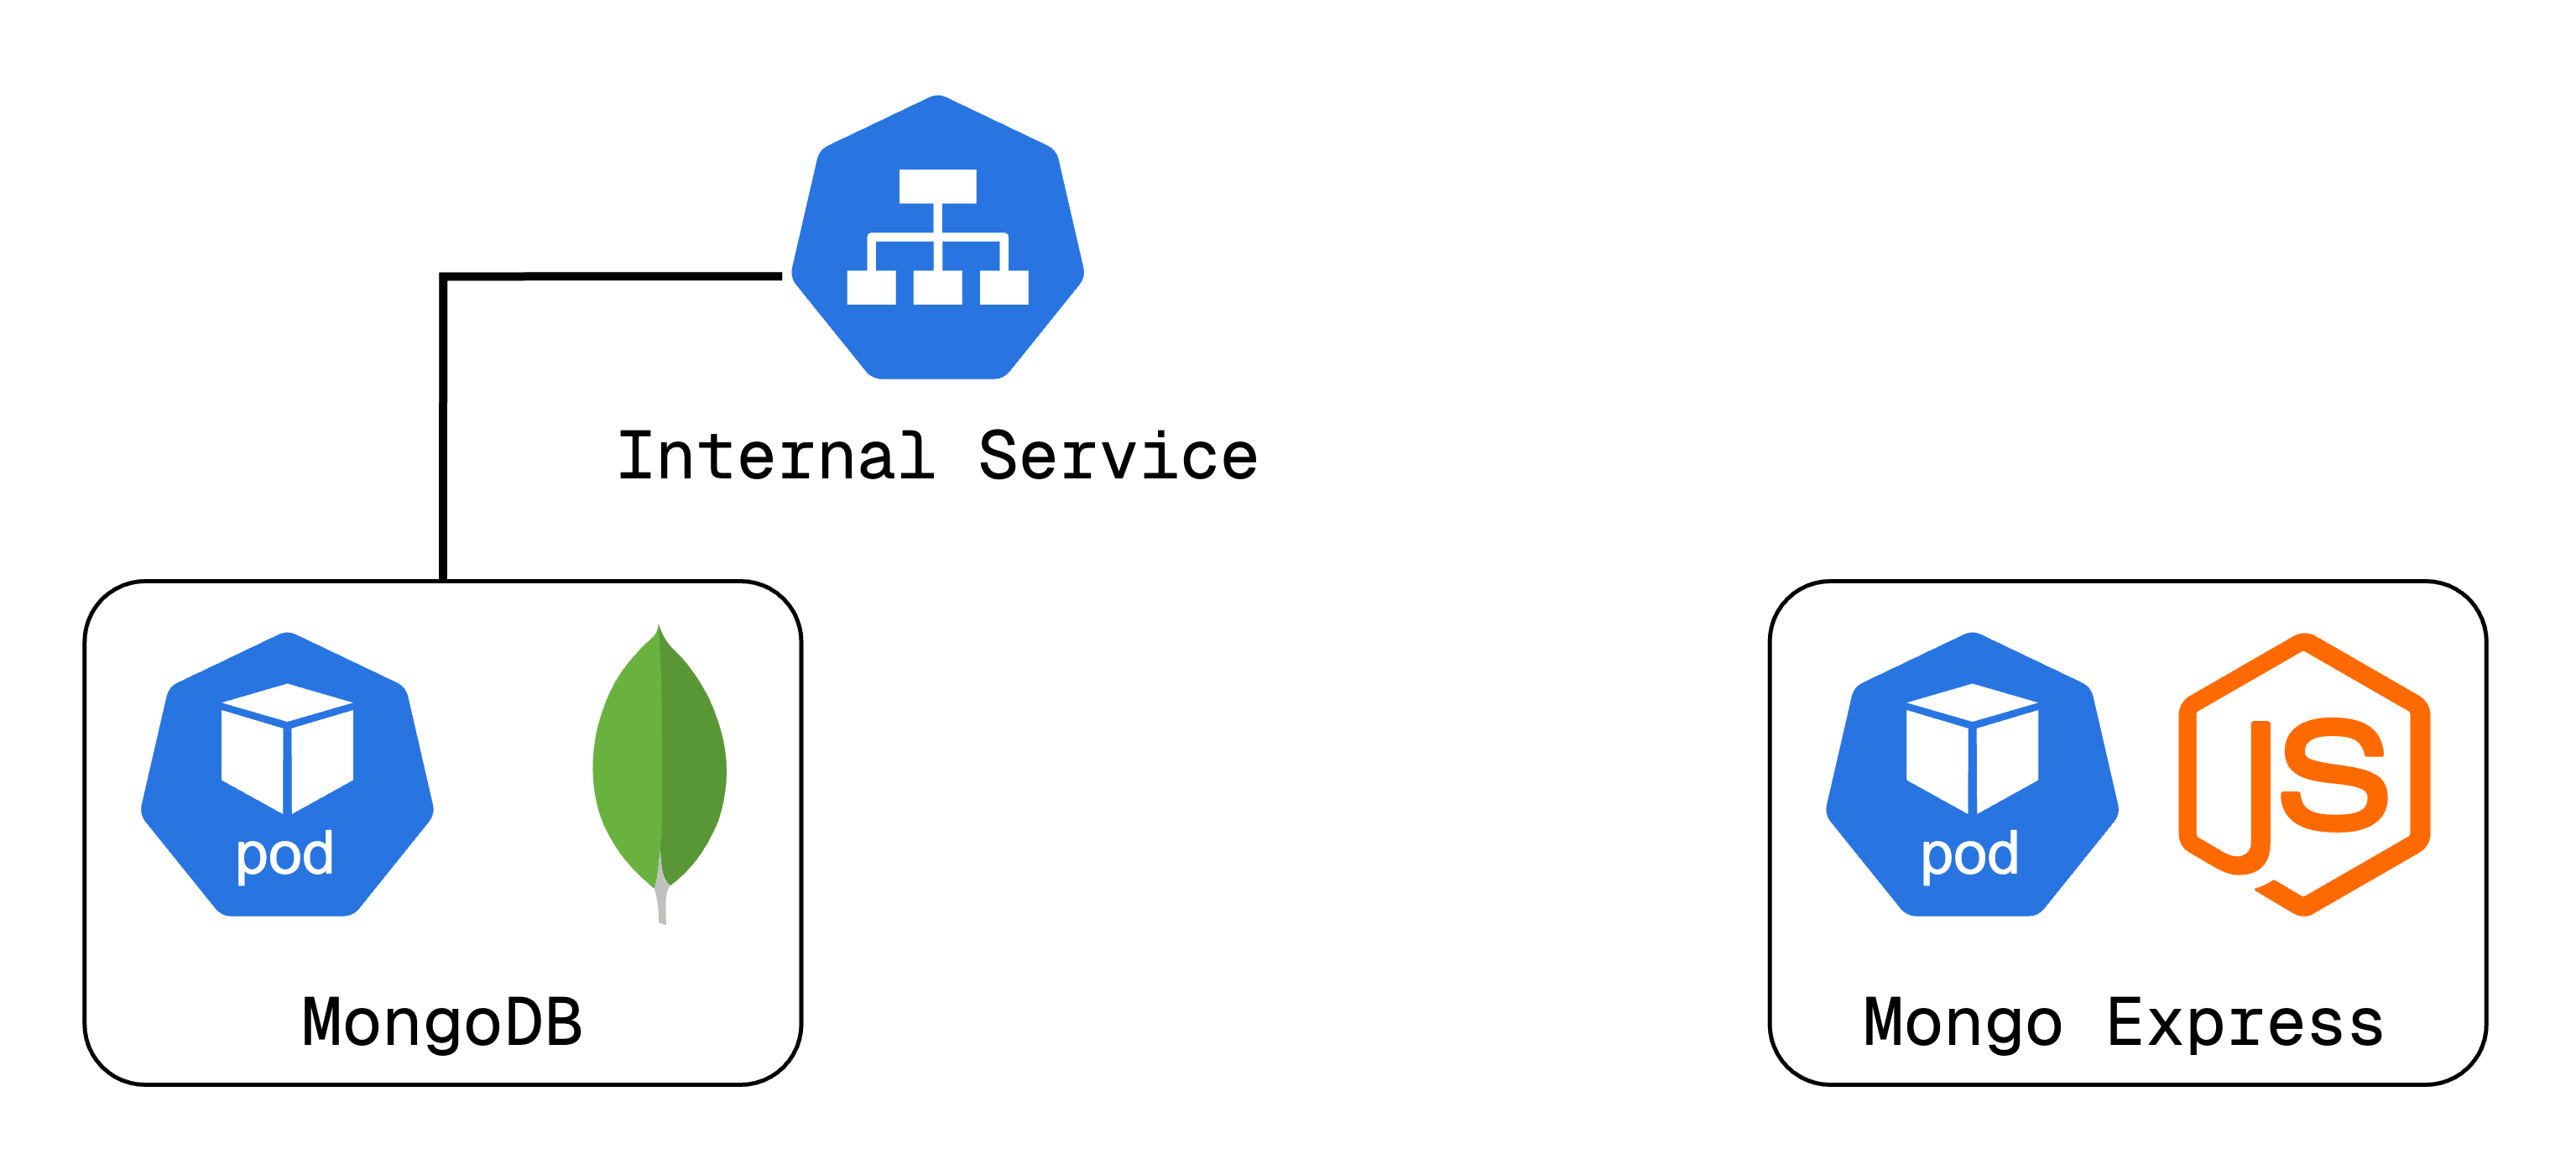 Internal Service
pod
MongoDB
pod
JS
Mongo Express